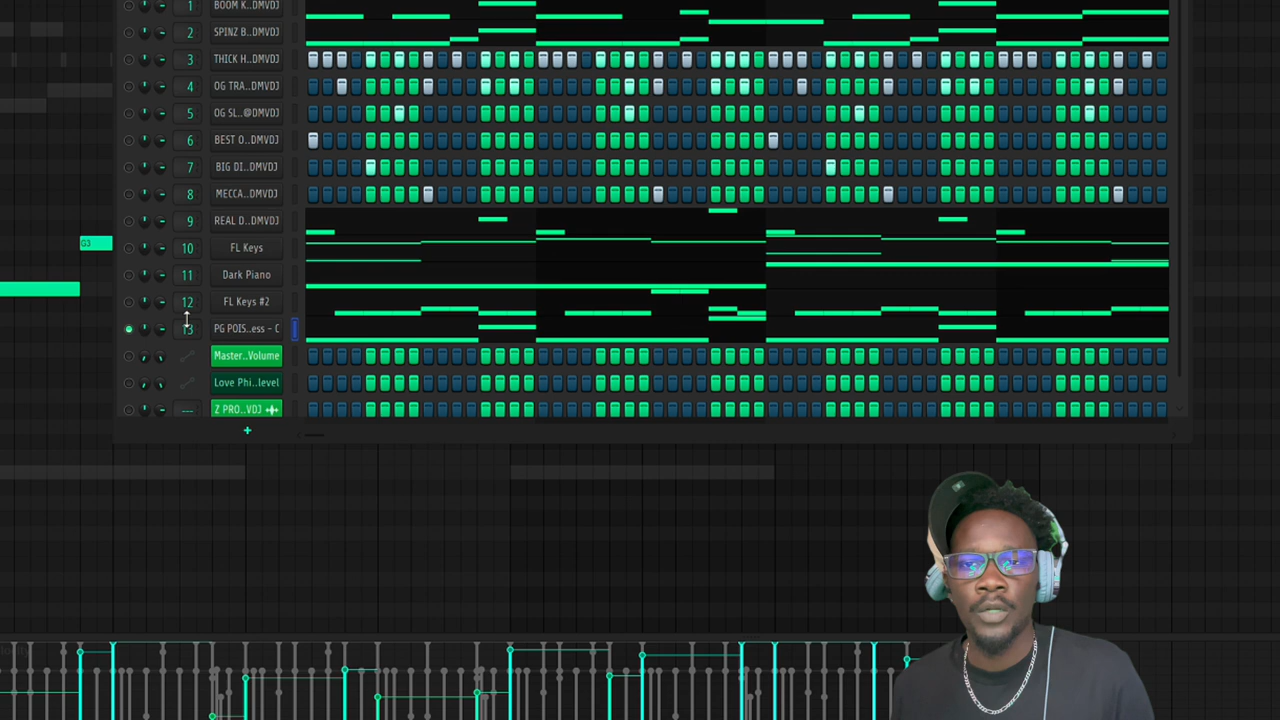 1 BOOM K..DMVDJ
2 SPINZ B..DMVDJ
3 THICK H..DMVDJ
4 OG TRA..DMVDJ
5 OG SL..@DMVDJ
6 BEST O..DMVDJ
7 BIG DI..DMVDJ
8 MECCA..DMVDJ
9 REAL D..DMVDJ
G3
10 FL Keys
11 Dark Piano
12 FL Keys #2
13 PG POIS..ess - C
Master..Volume
Love Phi..level
--- Z PRO..VDJ
+